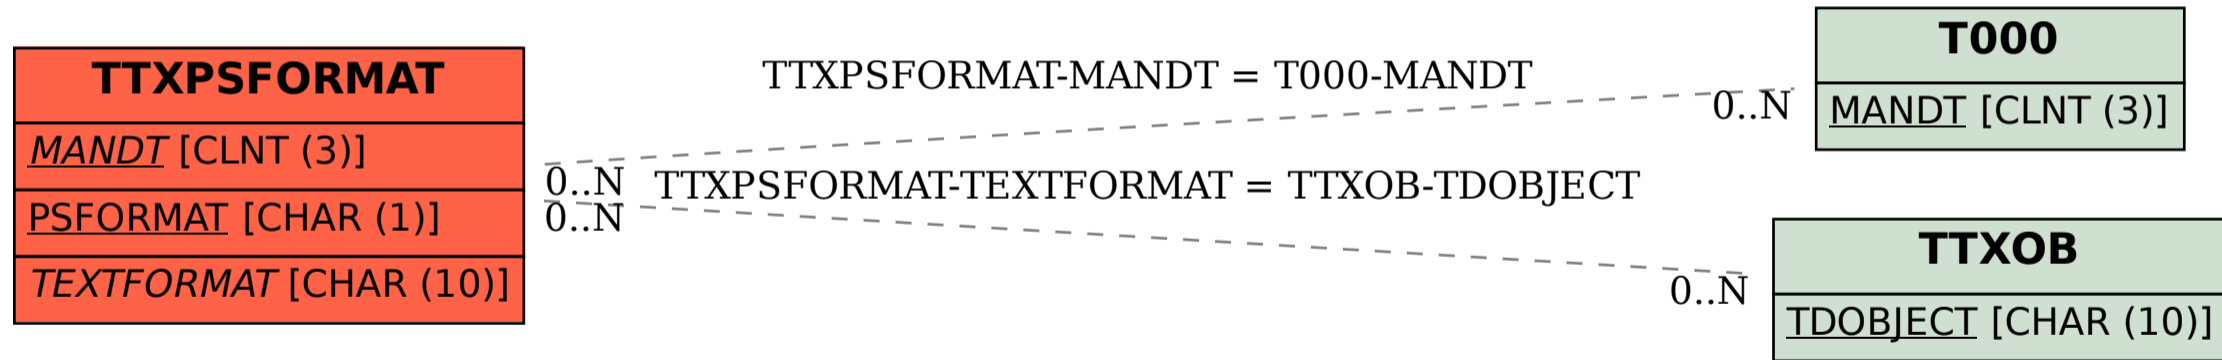 TTXPSFORMAT
MANDT [CLNT (3)]
PSFORMAT [CHAR (1)]
TEXTFORMAT [CHAR (10)]
TTXPSFORMAT-MANDT = T000-MANDT
0..N
0..N
TTXPSFORMAT-TEXTFORMAT = TTXOB-TDOBJECT
0..N
0..N
T000
MANDT [CLNT (3)]
TTXOB
TDOBJECT [CHAR (10)]